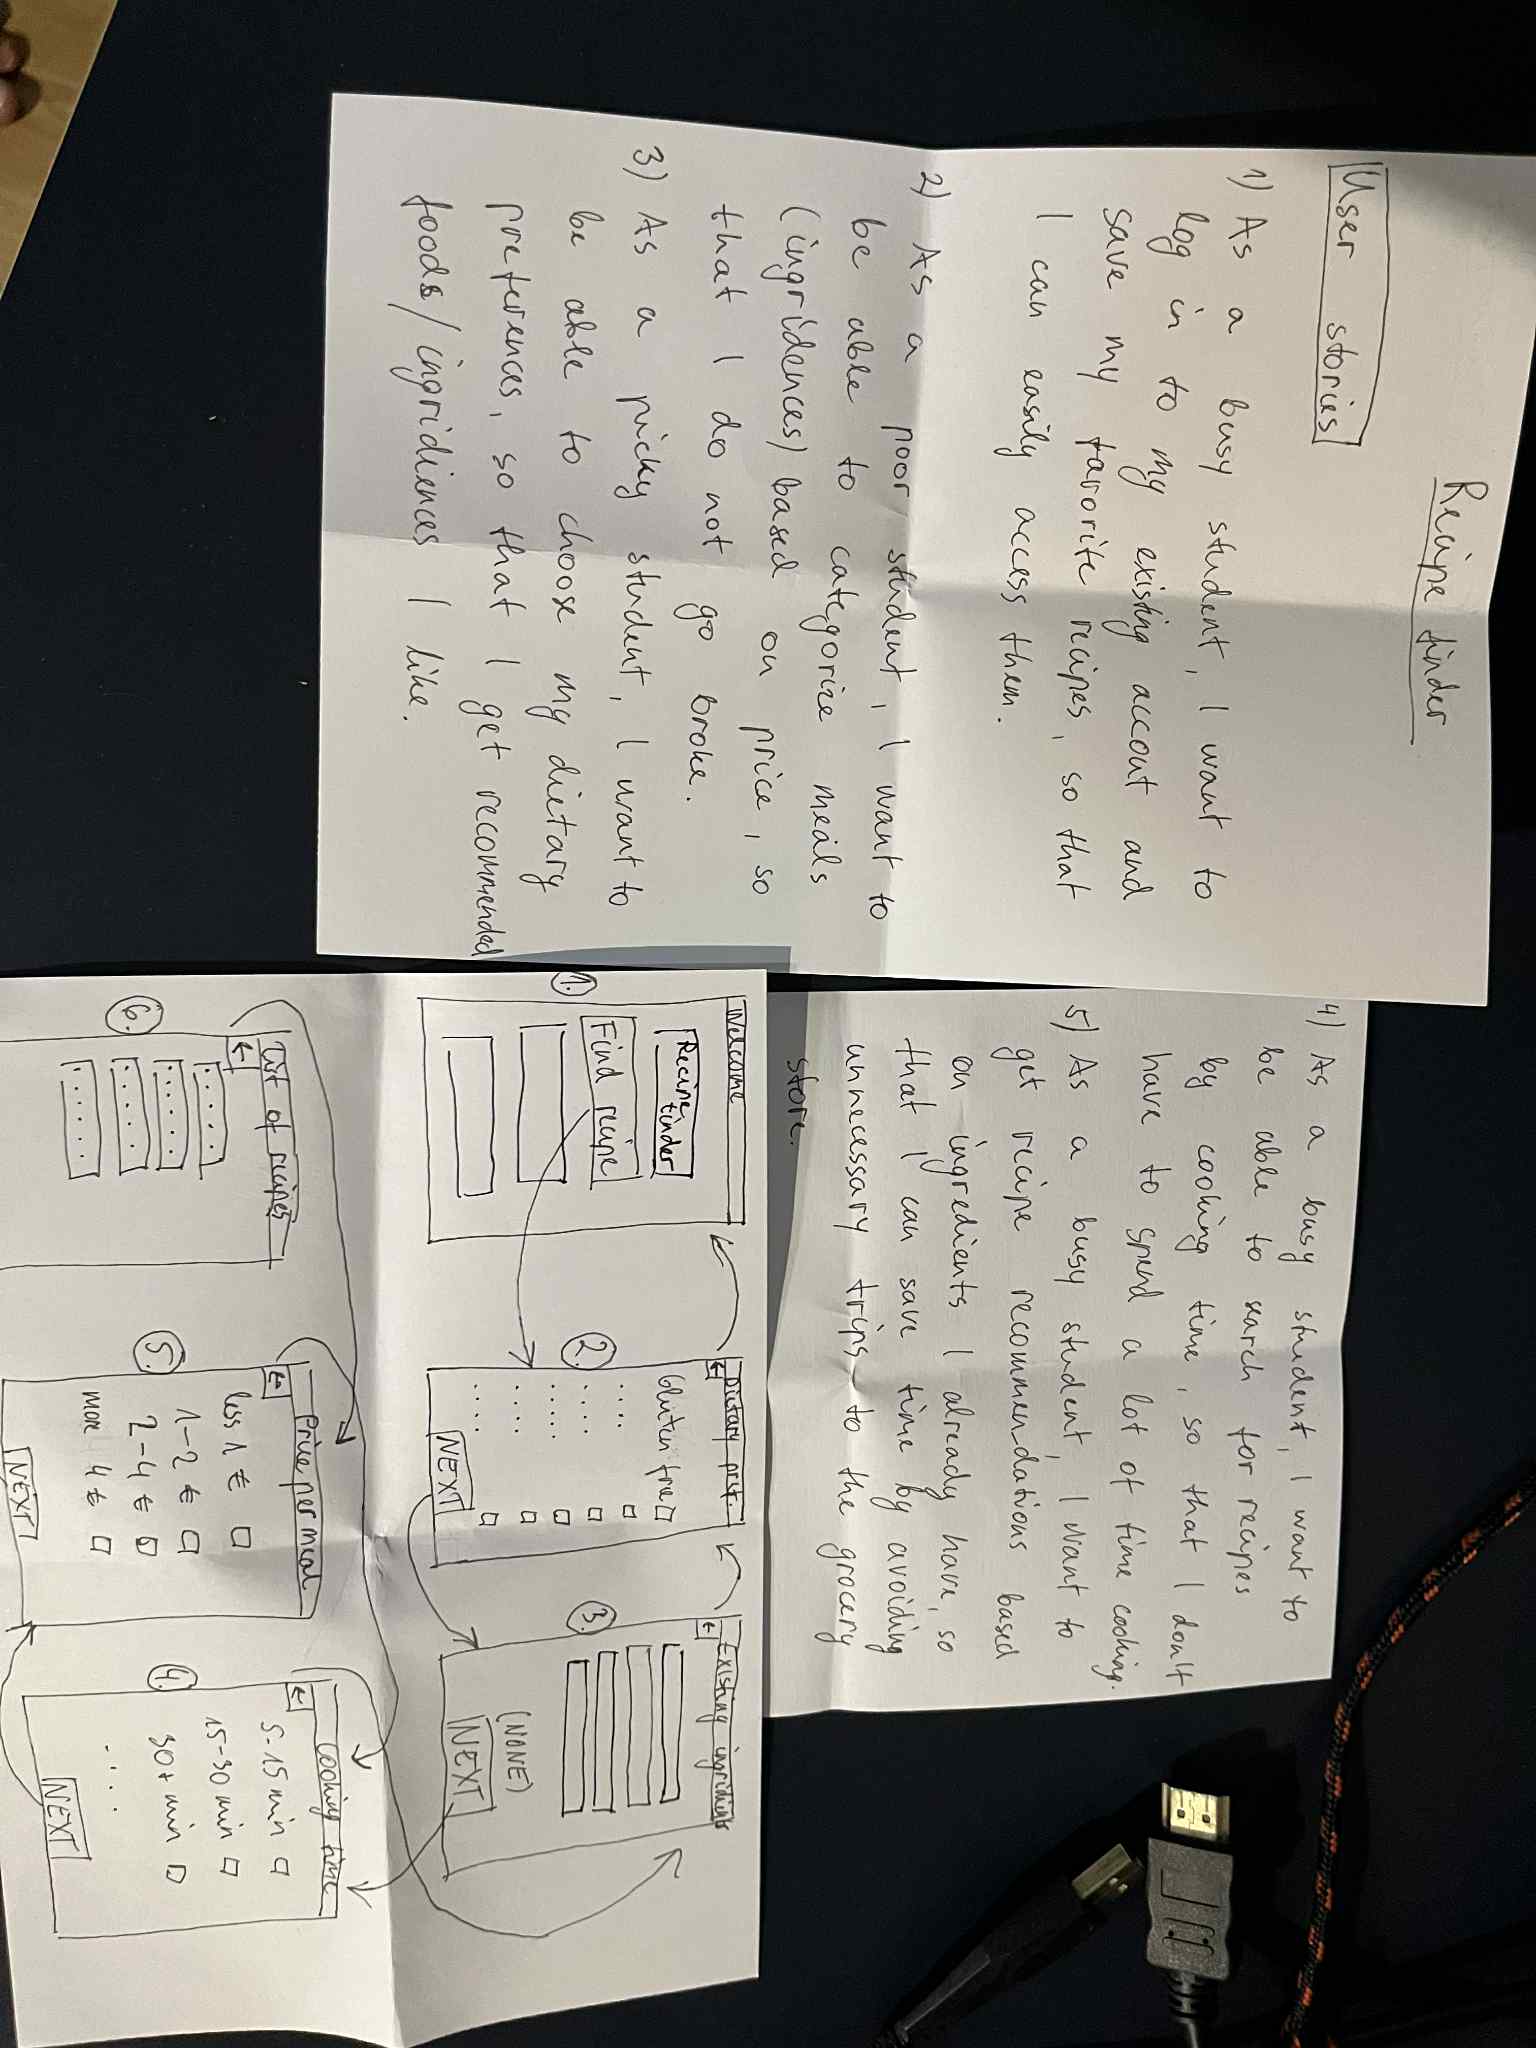 Recipe finder
User stories
1) As a busy student, I want to
log in to my existing accout and
save my favorite recipes, so that
I can easily access them.
2) As a poor student, I want to
be able to categorize meals
(ingridences) based on price, so
that I do not go broke.
3) As a picky student, I want to
be able to choose my dietary
preferences, so that I get recommended
foods/ingridiences I like.
4) As a busy student, I want to
be able to search for recipes
by cooking time, so that I don't
have to spend a lot of time cooking.
5) As a busy student, I want to
get recipe recommendations based
on ingredients I already have, so
that I can save time by avoiding
unnecessary trips to the grocery
store.
1.
Welcome
Recipe
finder
Find recipe
2.
←
Dietary pref.
Gluten free
. . . .
. . . .
. . . . .
. . . .
. . . .
NEXT
3.
←
Existing ingridients
(NONE)
NEXT
4.
←
Cooking time
5-15 min
15-30 min
30+ min
. . . .
NEXT
5.
←
Price per meal
less 1 €
1-2 €
2-4 €
more 4 €
NEXT
6.
←
List of recipes
. . . . .
. . . . .
. . . . .
. . . . .